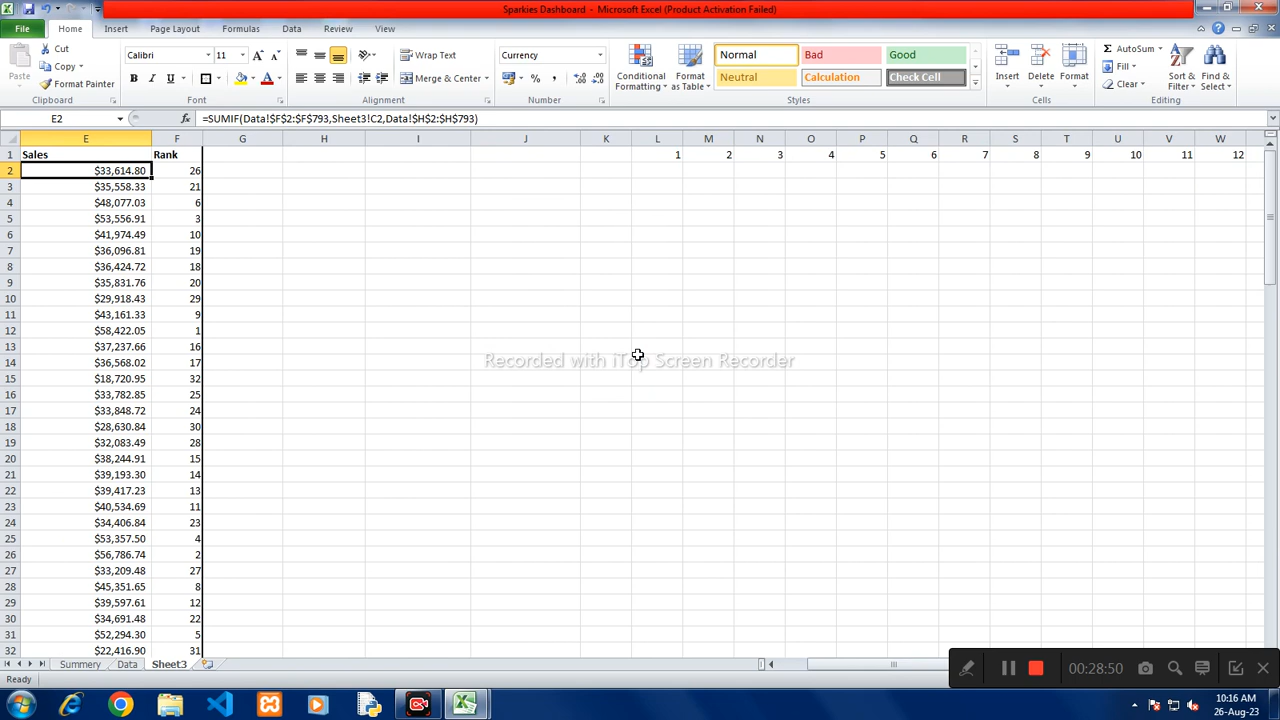 Sparkies Dashboard - Microsoft Excel (Product Activation Failed)
File Home Insert Page Layout Formulas Data Review View
Paste Cut Copy Format Painter Clipboard
Calibri 11 B I U A Font
Wrap Text Merge & Center Alignment
Currency % , Number
Conditional Formatting Format as Table Normal Bad Good Neutral Calculation Check Cell Styles
Insert Delete Format Cells
AutoSum Fill Clear Sort & Filter Find & Select Editing
E2 fx =SUMIF(Data!$F$2:$F$793,Sheet3!C2,Data!$H$2:$H$793)
E F G H I J K L M N O P Q R S T U V W
1 Sales Rank 1 2 3 4 5 6 7 8 9 10 11 12
2 $33,614.80 26
3 $35,558.33 21
4 $48,077.03 6
5 $53,556.91 3
6 $41,974.49 10
7 $36,096.81 19
8 $36,424.72 18
9 $35,831.76 20
10 $29,918.43 29
11 $43,161.33 9
12 $58,422.05 1
13 $37,237.66 16
14 $36,568.02 17
15 $18,720.95 32
16 $33,782.85 25
17 $33,848.72 24
18 $28,630.84 30
19 $32,083.49 28
20 $38,244.91 15
21 $39,193.30 14
22 $39,417.23 13
23 $40,534.69 11
24 $34,406.84 23
25 $53,357.50 4
26 $56,786.74 2
27 $33,209.48 27
28 $45,351.65 8
29 $39,597.61 12
30 $34,691.48 22
31 $52,294.30 5
32 $22,416.90 31
Recorded with iTop Screen Recorder
Summery Data Sheet3
Ready
00:28:50
10:16 AM
26-Aug-23